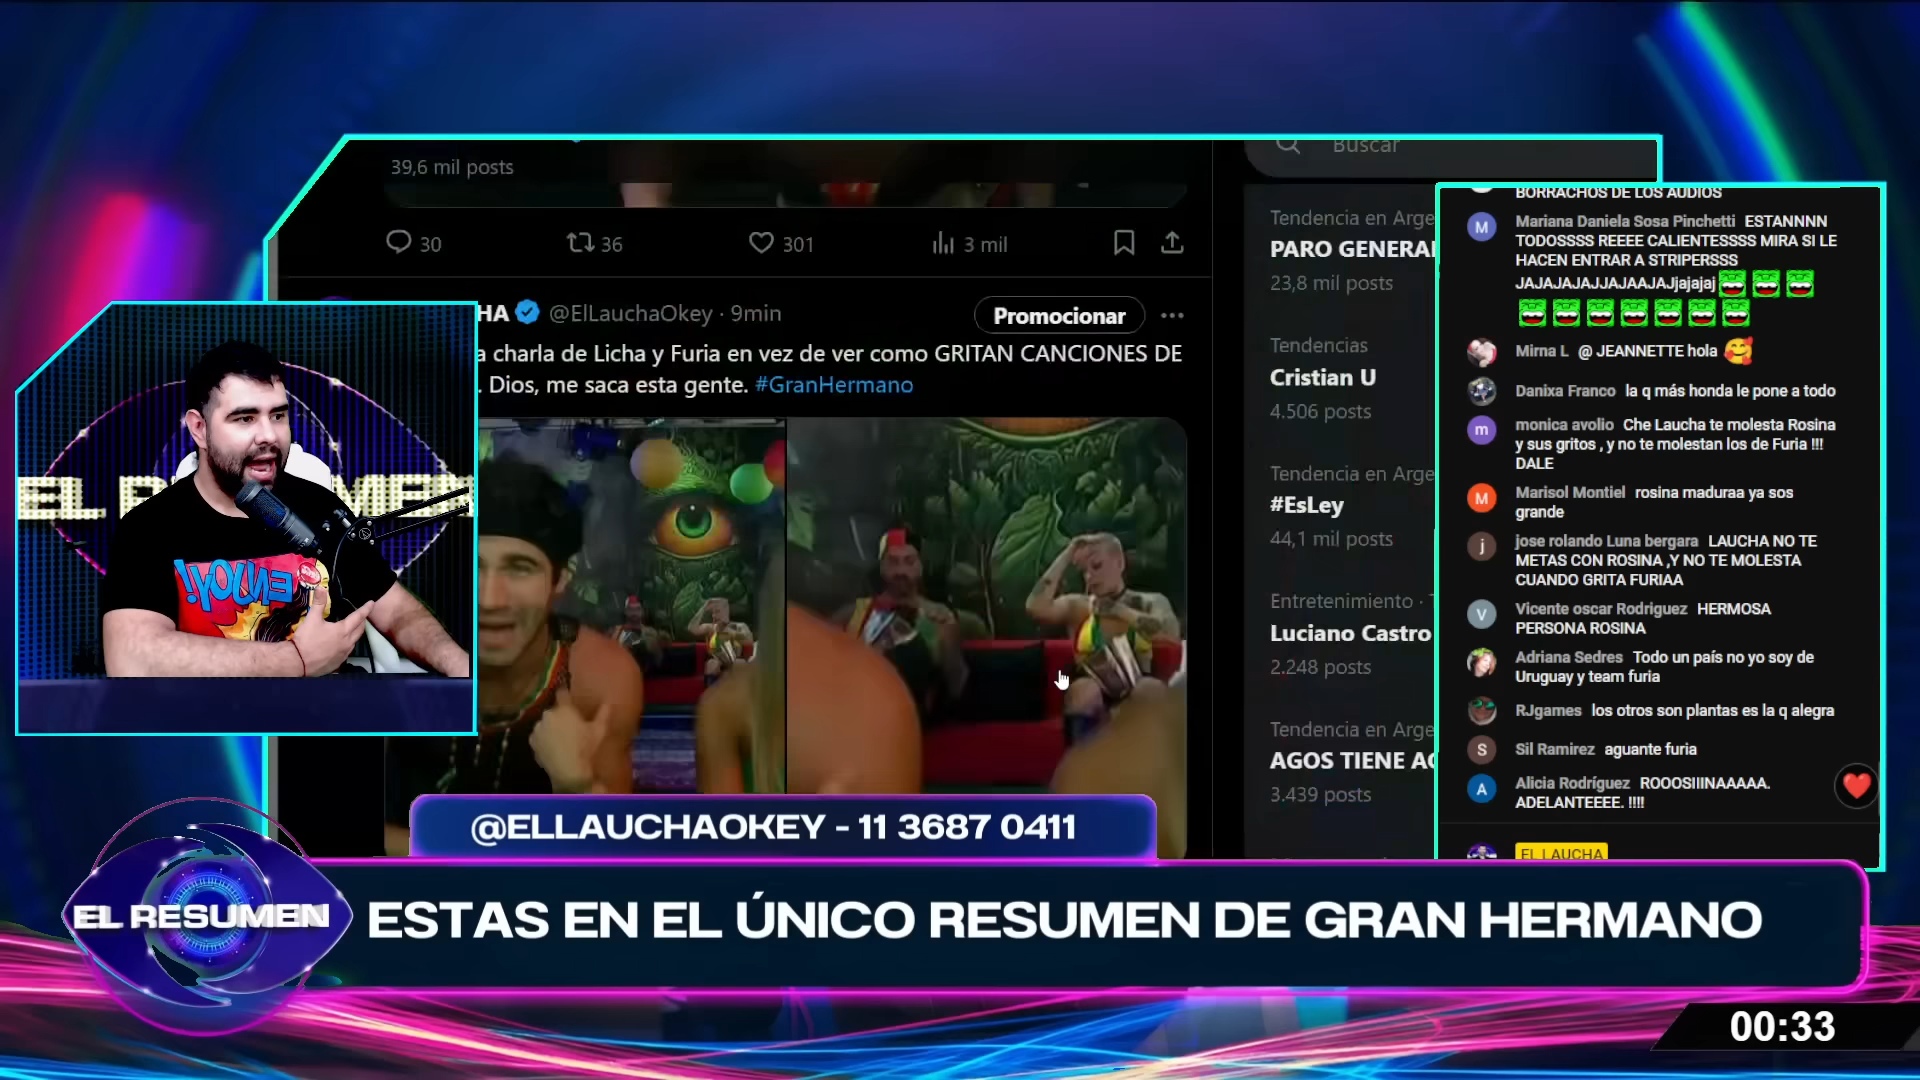 39,6 mil posts
30
36
301
3 mil
HA @ElLauchaOkey · 9min
Promocionar
a charla de Licha y Furia en vez de ver como GRITAN CANCIONES DE
. Dios, me saca esta gente. #GranHermano
Buscar
Tendencia en Arge
PARO GENERAL
23,8 mil posts
Tendencias
Cristian U
4.506 posts
Tendencia en Arge
#EsLey
44,1 mil posts
Entretenimiento ·
Luciano Castro
2.248 posts
Tendencia en Arge
AGOS TIENE AC
3.439 posts
BORRACHOS DE LOS AUDIOS
M
Mariana Daniela Sosa Pinchetti ESTANNNN
TODOSSSS REEEE CALIENTESSSS MIRA SI LE
HACEN ENTRAR A STRIPERSSS
JAJAJAJAJJAJAAJAJjajajaj
Mirna L @ JEANNETTE hola 🥰
Danixa Franco la q más honda le pone a todo
m
monica avolio Che Laucha te molesta Rosina
y sus gritos , y no te molestan los de Furia !!!
DALE
M
Marisol Montiel rosina maduraa ya sos
grande
j
jose rolando Luna bergara LAUCHA NO TE
METAS CON ROSINA ,Y NO TE MOLESTA
CUANDO GRITA FURIAA
V
Vicente oscar Rodriguez HERMOSA
PERSONA ROSINA
Adriana Sedres Todo un país no yo soy de
Uruguay y team furia
RJgames los otros son plantas es la q alegra
S
Sil Ramirez aguante furia
A
Alicia Rodríguez ROOOSIIINAAAAA.
ADELANTEEEE. !!!!
EL LAUCHA
EL RESUMEN
ENJOY!
@ELLAUCHAOKEY - 11 3687 0411
EL RESUMEN
ESTAS EN EL ÚNICO RESUMEN DE GRAN HERMANO
00:33